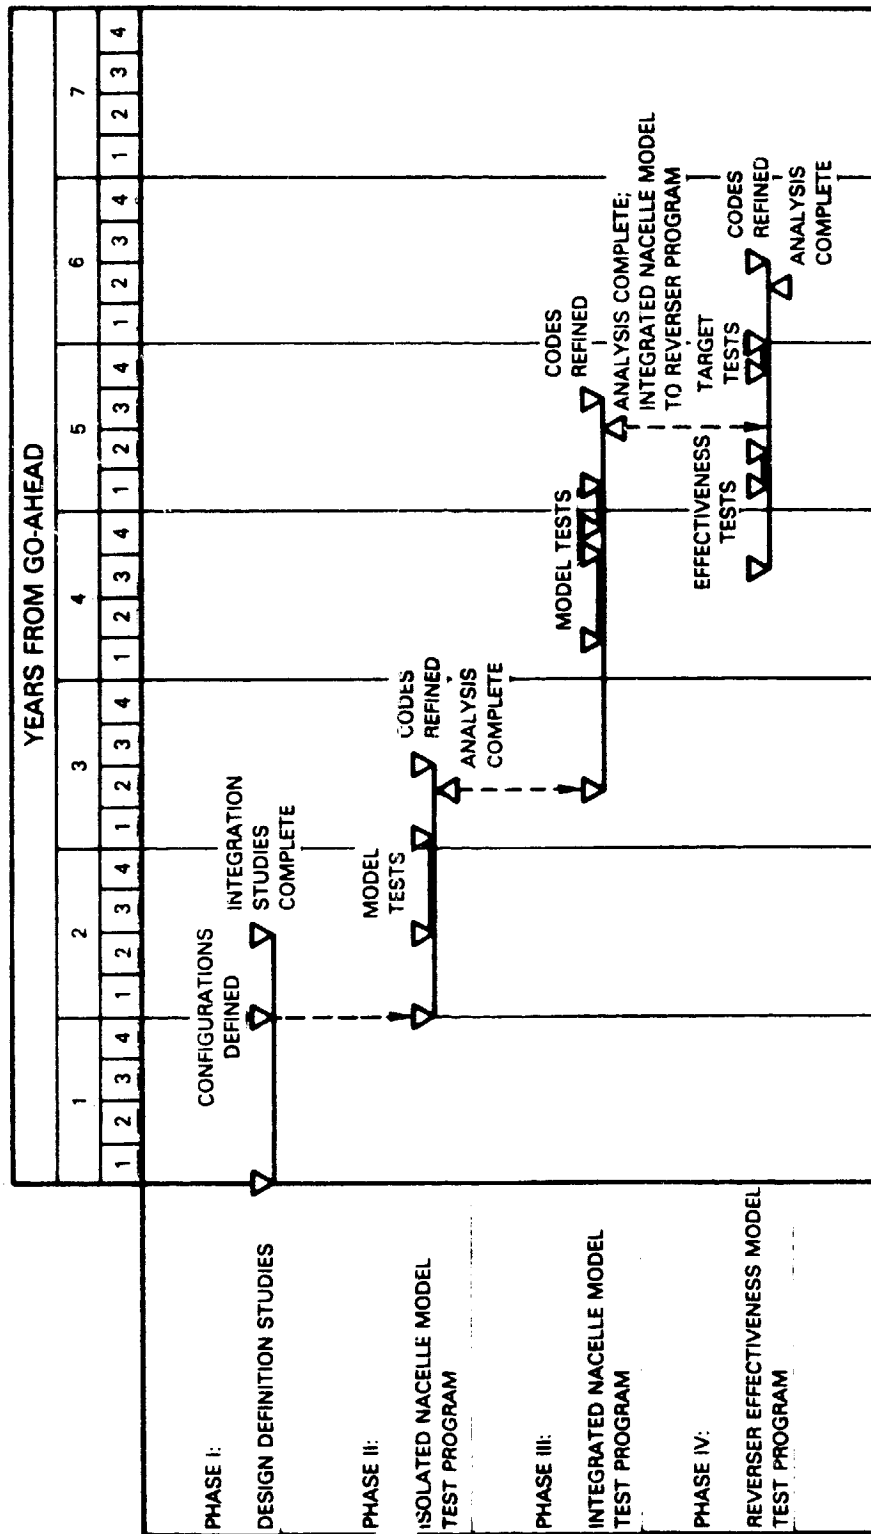 YEARS FROM GO-AHEAD
1 2 3 4 5 6 7
1 2 3 4 1 2 3 4 1 2 3 4 1 2 3 4 1 2 3 4 1 2 3 4 1 2 3 4
PHASE I:
DESIGN DEFINITION STUDIES
CONFIGURATIONS
DEFINED
INTEGRATION
STUDIES
COMPLETE
PHASE II:
ISOLATED NACELLE MODEL
TEST PROGRAM
MODEL
TESTS
CODES
REFINED
ANALYSIS
COMPLETE
PHASE III:
INTEGRATED NACELLE MODEL
TEST PROGRAM
MODEL TESTS
CODES
REFINED
ANALYSIS COMPLETE;
INTEGRATED NACELLE MODEL
TO REVERSER PROGRAM
PHASE IV:
REVERSER EFFECTIVENESS MODEL
TEST PROGRAM
EFFECTIVENESS
TESTS
TARGET
TESTS
CODES
REFINED
ANALYSIS
COMPLETE